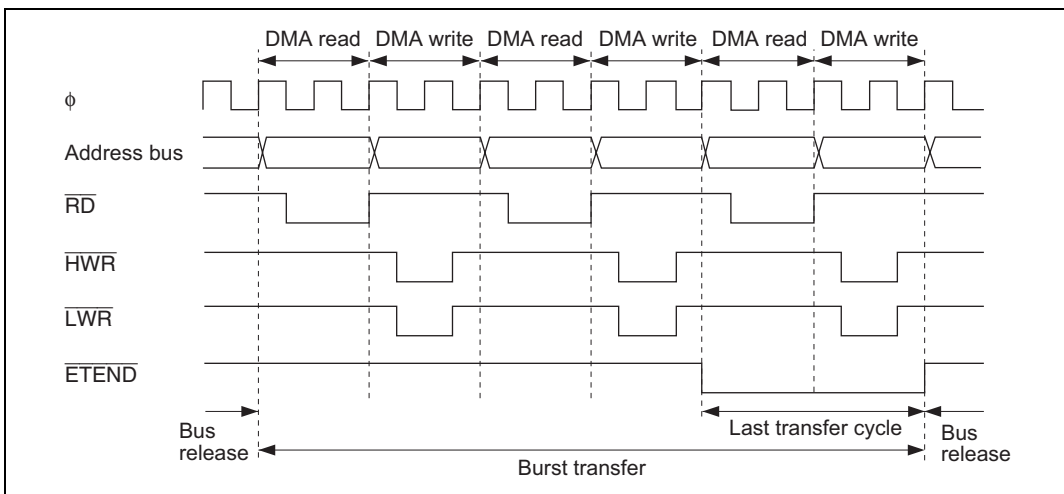 DMA read DMA write DMA read DMA write DMA read DMA write
ϕ
Address bus
RD
HWR
LWR
ETEND
Bus release
Last transfer cycle
Bus release
Burst transfer